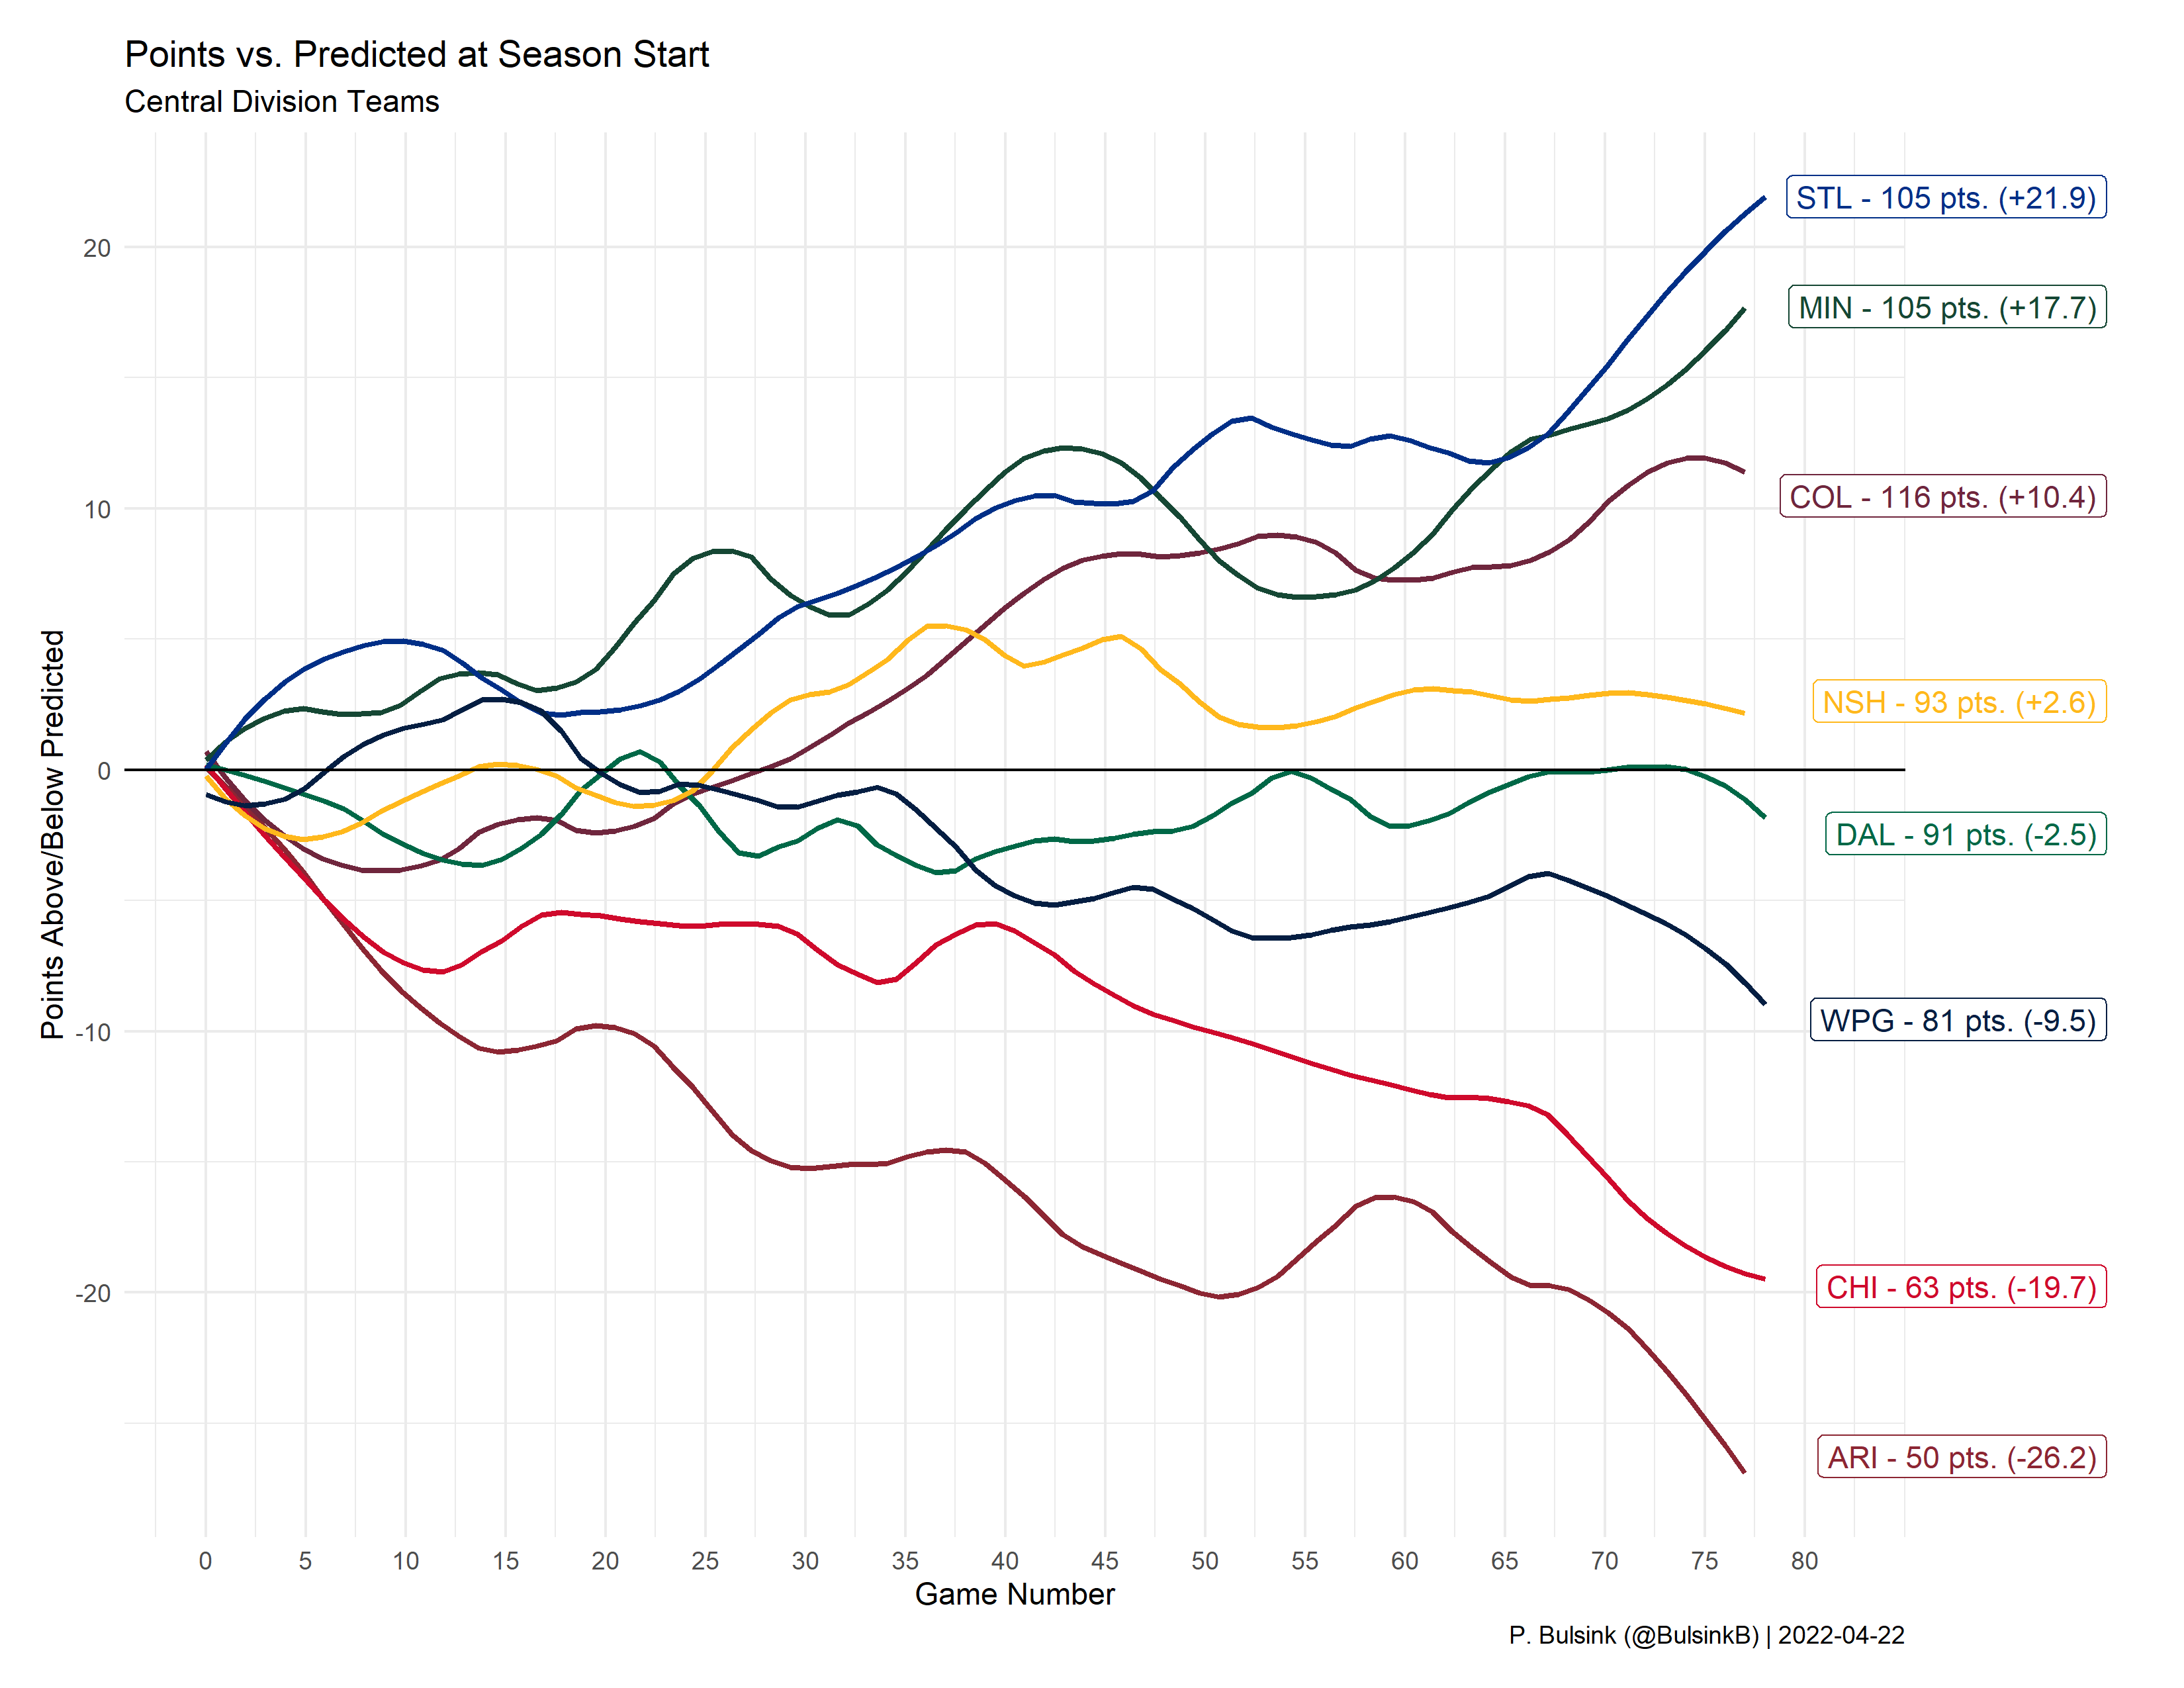 Points vs. Predicted at Season Start
Central Division Teams
Points Above/Below Predicted
20
10
0
-10
-20
STL - 105 pts. (+21.9)
MIN - 105 pts. (+17.7)
COL - 116 pts. (+10.4)
NSH - 93 pts. (+2.6)
DAL - 91 pts. (-2.5)
WPG - 81 pts. (-9.5)
CHI - 63 pts. (-19.7)
ARI - 50 pts. (-26.2)
0 5 10 15 20 25 30 35 40 45 50 55 60 65 70 75 80
Game Number
P. Bulsink (@BulsinkB) | 2022-04-22